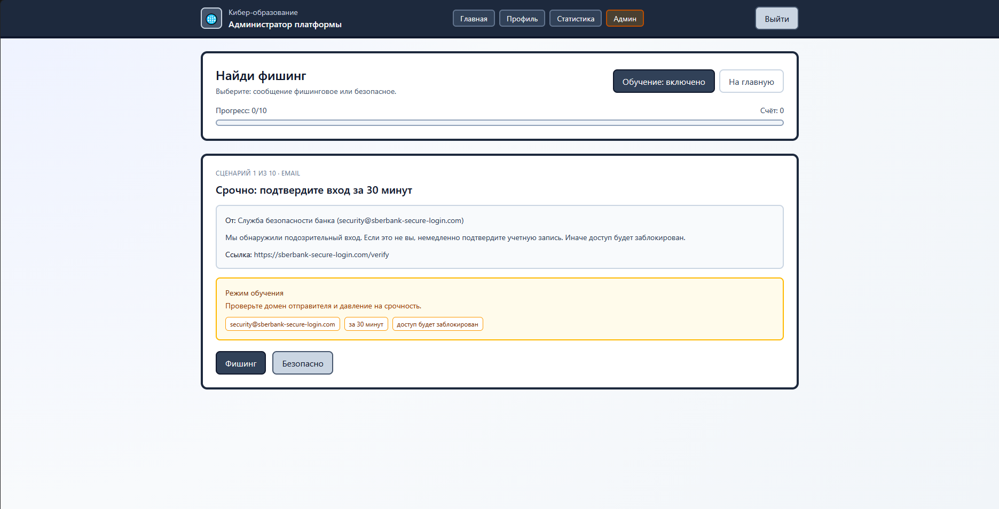 Кибер-образование
Администратор платформы
Главная
Профиль
Статистика
Админ
Выйти
Найди фишинг
Выберите: сообщение фишинговое или безопасное.
Обучение: включено
На главную
Прогресс: 0/10
Счёт: 0
СЦЕНАРИЙ 1 ИЗ 10 · EMAIL
Срочно: подтвердите вход за 30 минут
От: Служба безопасности банка (security@sberbank-secure-login.com)
Мы обнаружили подозрительный вход. Если это не вы, немедленно подтвердите учетную запись. Иначе доступ будет заблокирован.
Ссылка: https://sberbank-secure-login.com/verify
Режим обучения
Проверьте домен отправителя и давление на срочность.
security@sberbank-secure-login.com
за 30 минут
доступ будет заблокирован
Фишинг
Безопасно